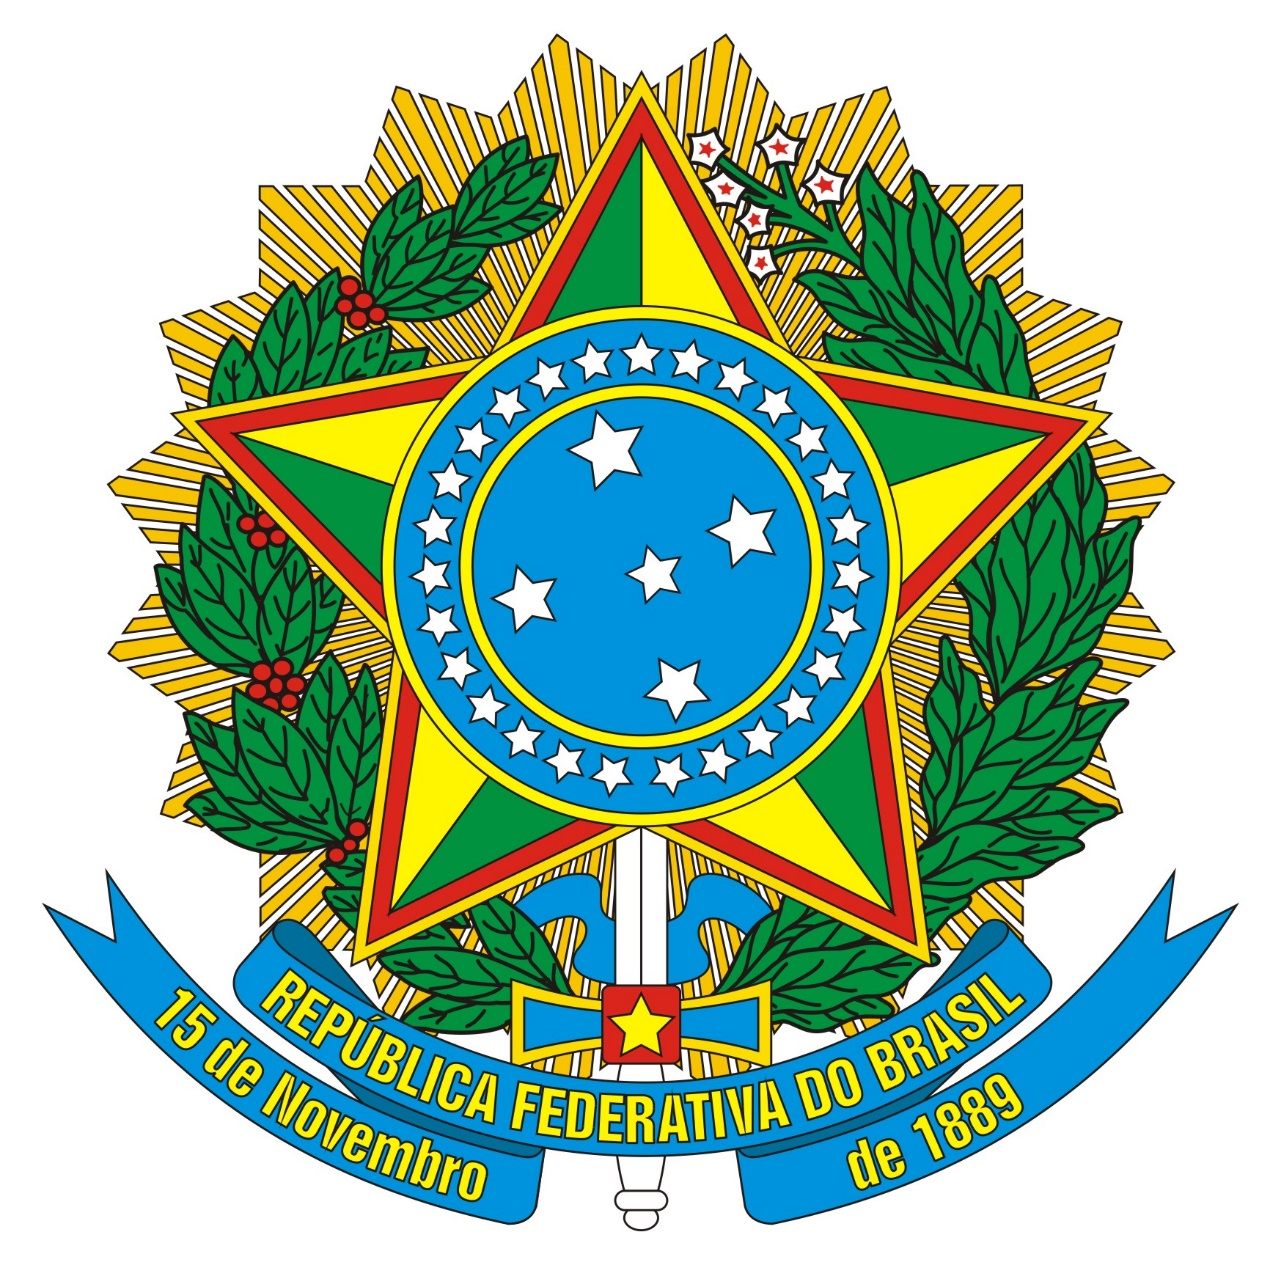 REPÚBLICA FEDERATIVA DO BRASIL
15 de Novembro
de 1889